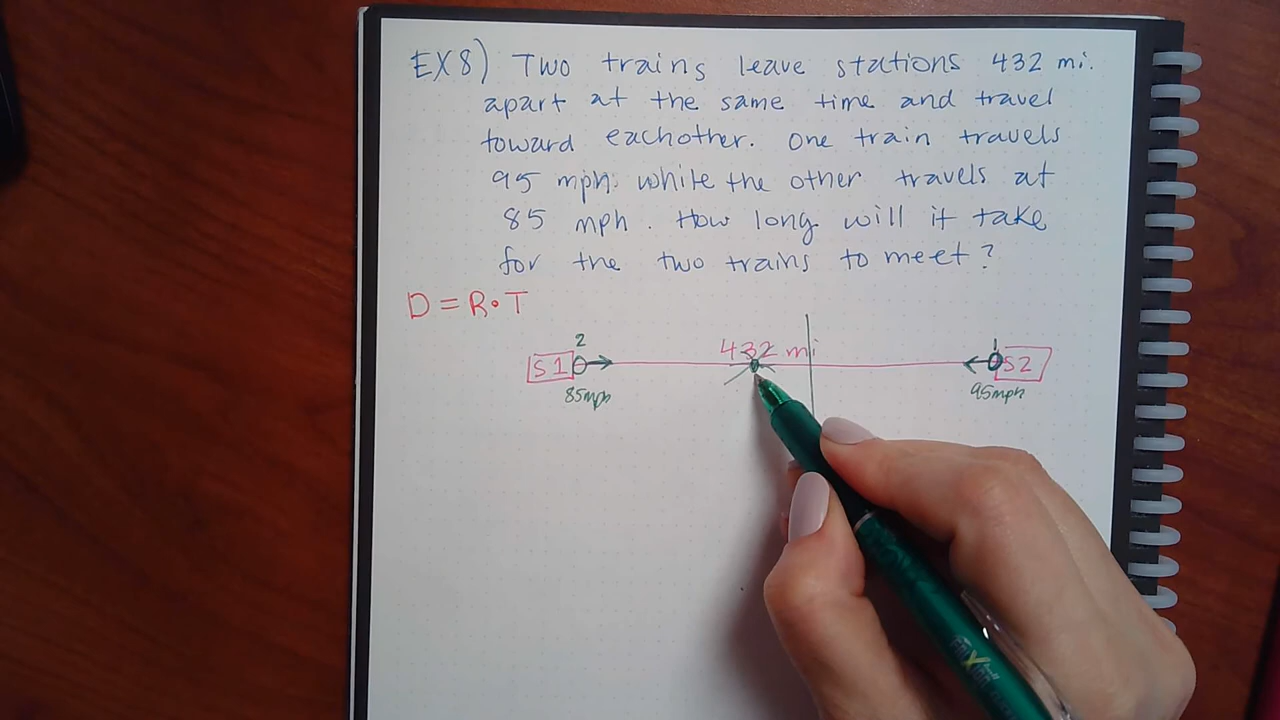 EX8) Two trains leave stations 432 mi.
apart at the same time and travel
toward eachother. One train travels
95 mph. while the other travels at
85 mph. How long will it take
for the two trains to meet?
D = R • T
2 432 mi 1
S1 S2
85mph 95mph